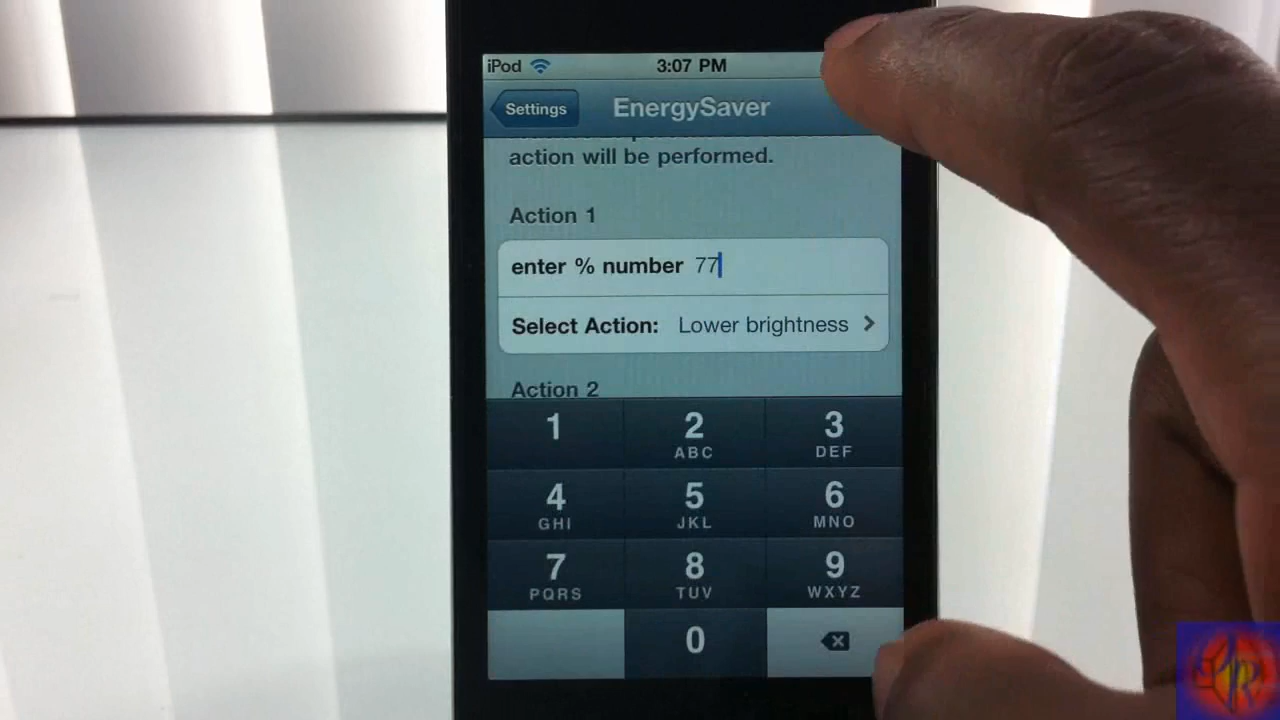 iPod 3:07 PM
Settings EnergySaver
action will be performed.
Action 1
enter % number 77
Select Action: Lower brightness
Action 2
1 2 ABC 3 DEF
4 GHI 5 JKL 6 MNO
7 PQRS 8 TUV 9 WXYZ
0